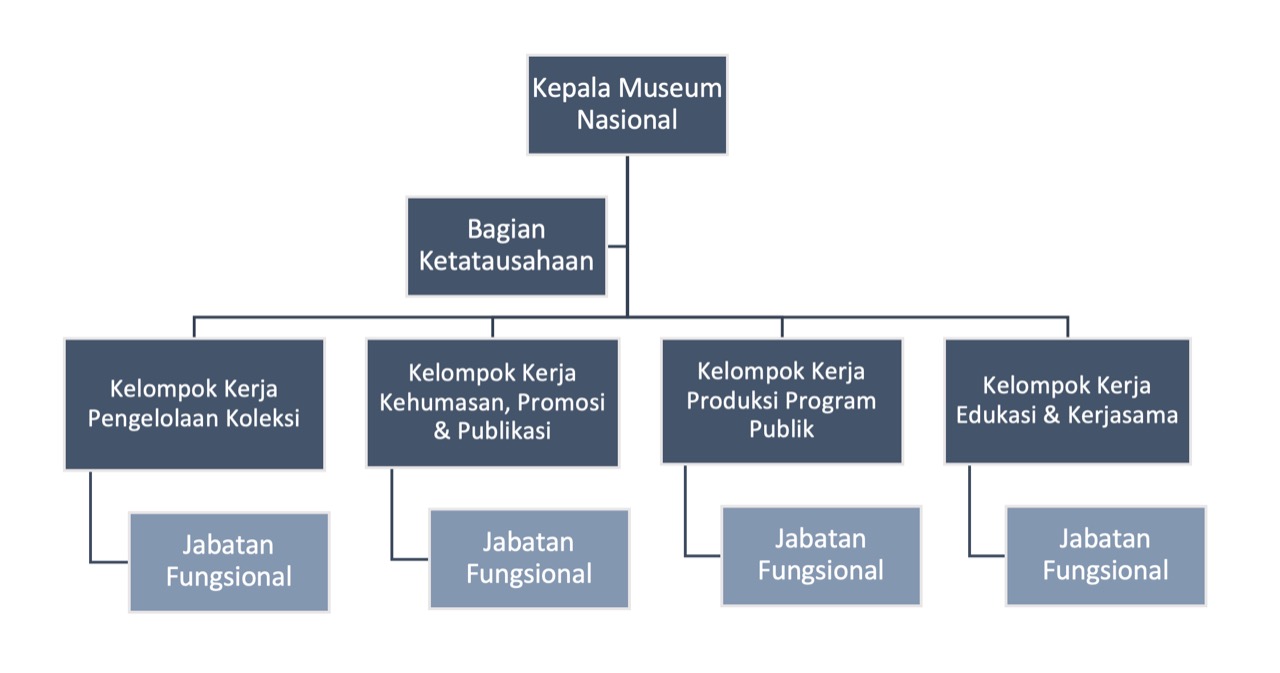 Kepala Museum
Nasional
Bagian
Ketatausahaan
Kelompok Kerja
Pengelolaan Koleksi
Kelompok Kerja
Kehumasan, Promosi
& Publikasi
Kelompok Kerja
Produksi Program
Publik
Kelompok Kerja
Edukasi & Kerjasama
Jabatan
Fungsional
Jabatan
Fungsional
Jabatan
Fungsional
Jabatan
Fungsional